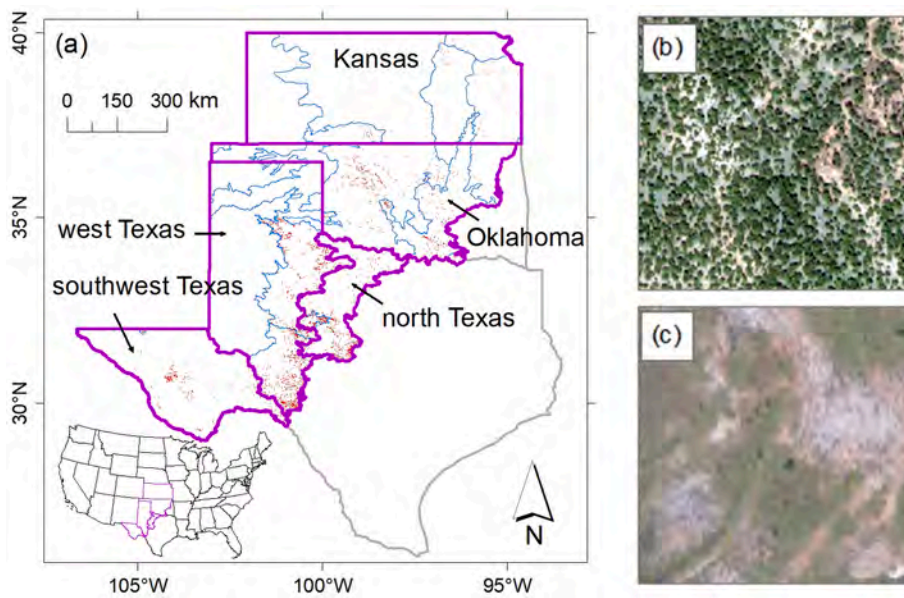 (a)
Kansas
0 150 300 km
west Texas
Oklahoma
southwest Texas
north Texas
N
40°N
35°N
30°N
105°W
100°W
95°W
(b)
(c)